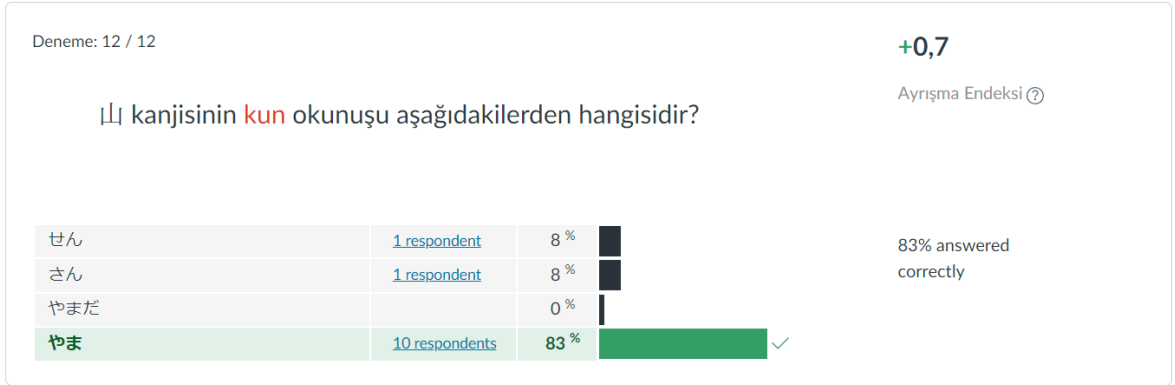 Deneme: 12 / 12
+0,7
Ayrışma Endeksi ?
山 kanjisinin kun okunuşu aşağıdakilerden hangisidir?
せん 1 respondent 8 %
さん 1 respondent 8 %
やまだ 0 %
やま 10 respondents 83 %
83% answered
correctly